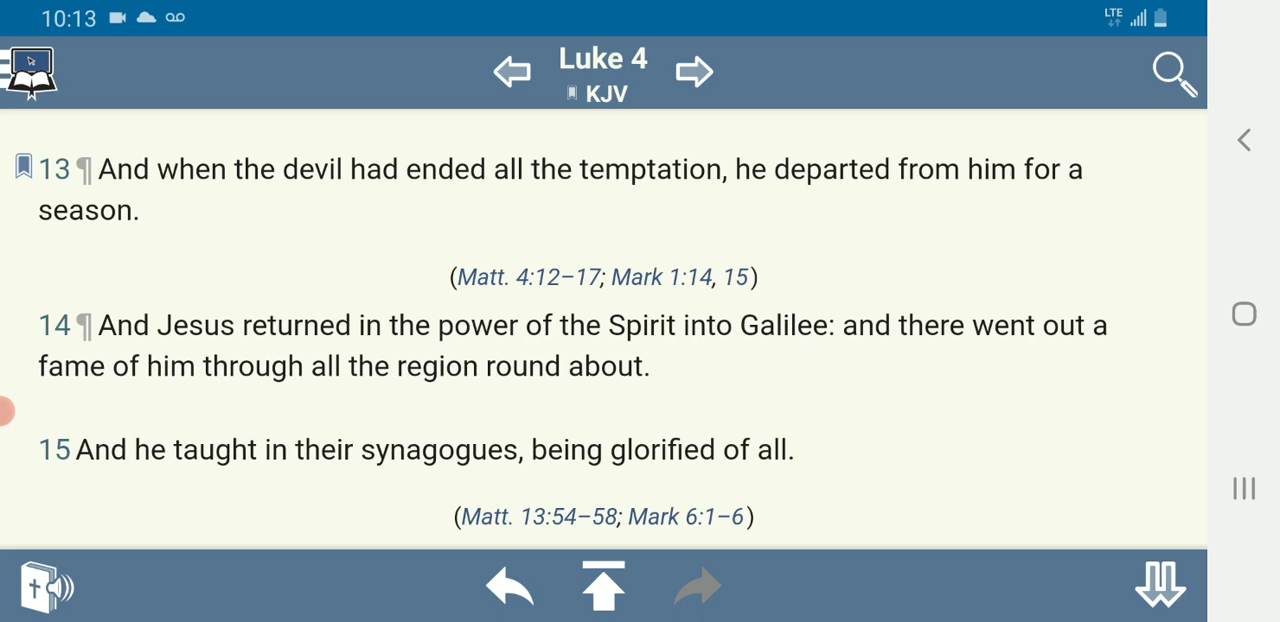 10:13
LTE
Luke 4
KJV
13 ¶ And when the devil had ended all the temptation, he departed from him for a
season.
(Matt. 4:12–17; Mark 1:14, 15)
14 ¶ And Jesus returned in the power of the Spirit into Galilee: and there went out a
fame of him through all the region round about.
15 And he taught in their synagogues, being glorified of all.
(Matt. 13:54–58; Mark 6:1–6)